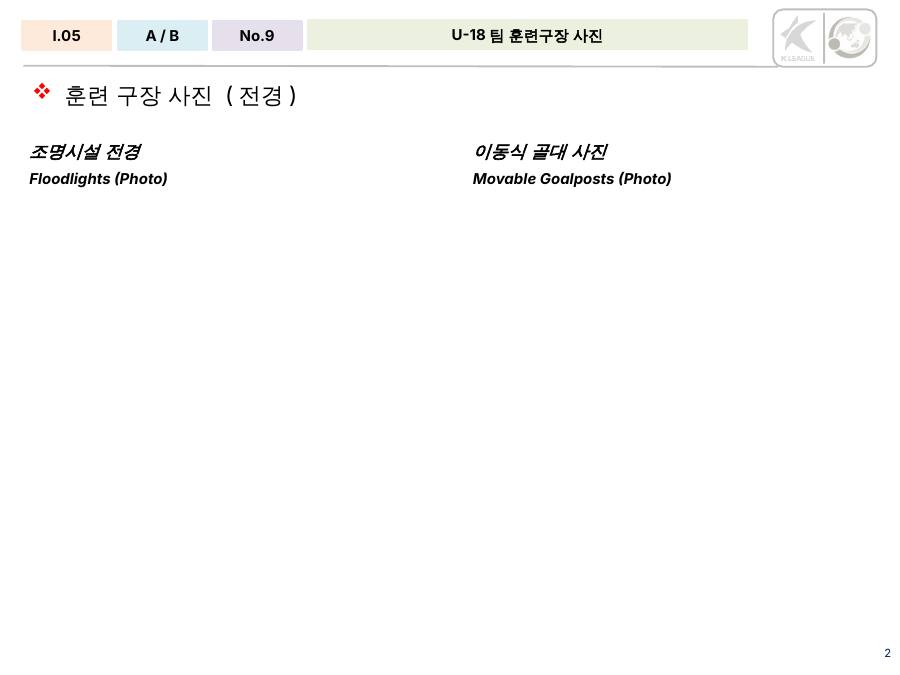 I.05
A / B
No.9
U-18 팀 훈련구장 사진
K LEAGUE
❖ 훈련 구장 사진 ( 전경 )
조명시설 전경
이동식 골대 사진
Floodlights (Photo)
Movable Goalposts (Photo)
2